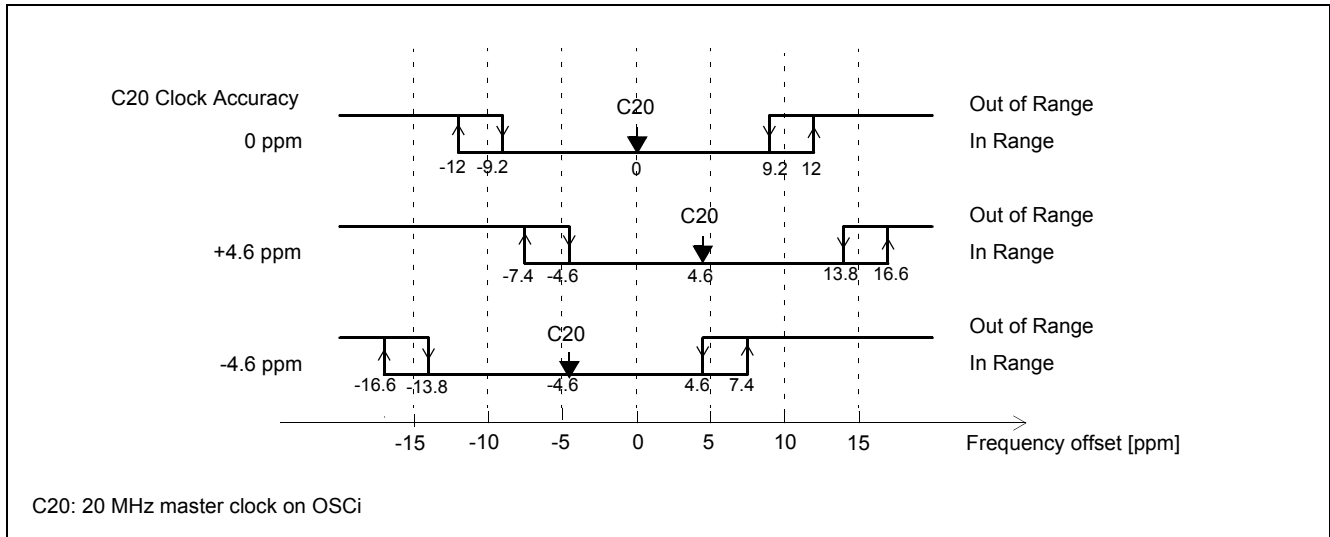 C20 Clock Accuracy
C20
Out of Range
0 ppm
In Range
-12 -9.2 0 9.2 12
C20
Out of Range
+4.6 ppm
In Range
-7.4 -4.6 4.6 13.8 16.6
C20
Out of Range
-4.6 ppm
In Range
-16.6 -13.8 -4.6 4.6 7.4
-15 -10 -5 0 5 10 15 Frequency offset [ppm]
C20: 20 MHz master clock on OSCi